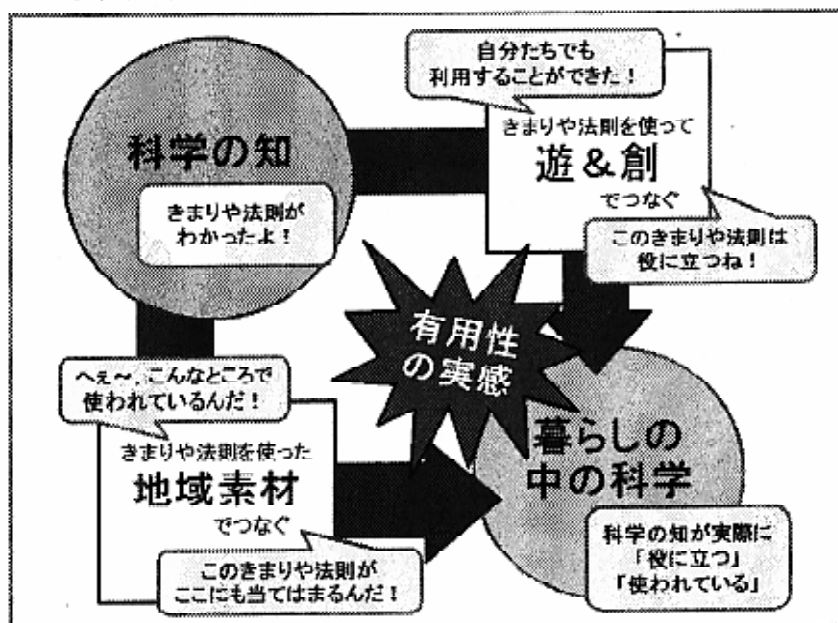 科学の知
きまりや法則が
わかったよ！
自分たちでも
利用することができた！
きまりや法則を使って
遊＆創
でつなぐ
このきまりや法則は
役に立つね！
有用性
の実感
へぇ～，こんなところで
使われているんだ！
きまりや法則を使った
地域素材
でつなぐ
このきまりや法則が
ここにも当てはまるんだ！
暮らしの
中の科学
科学の知が実際に
「役に立つ」
「使われている」